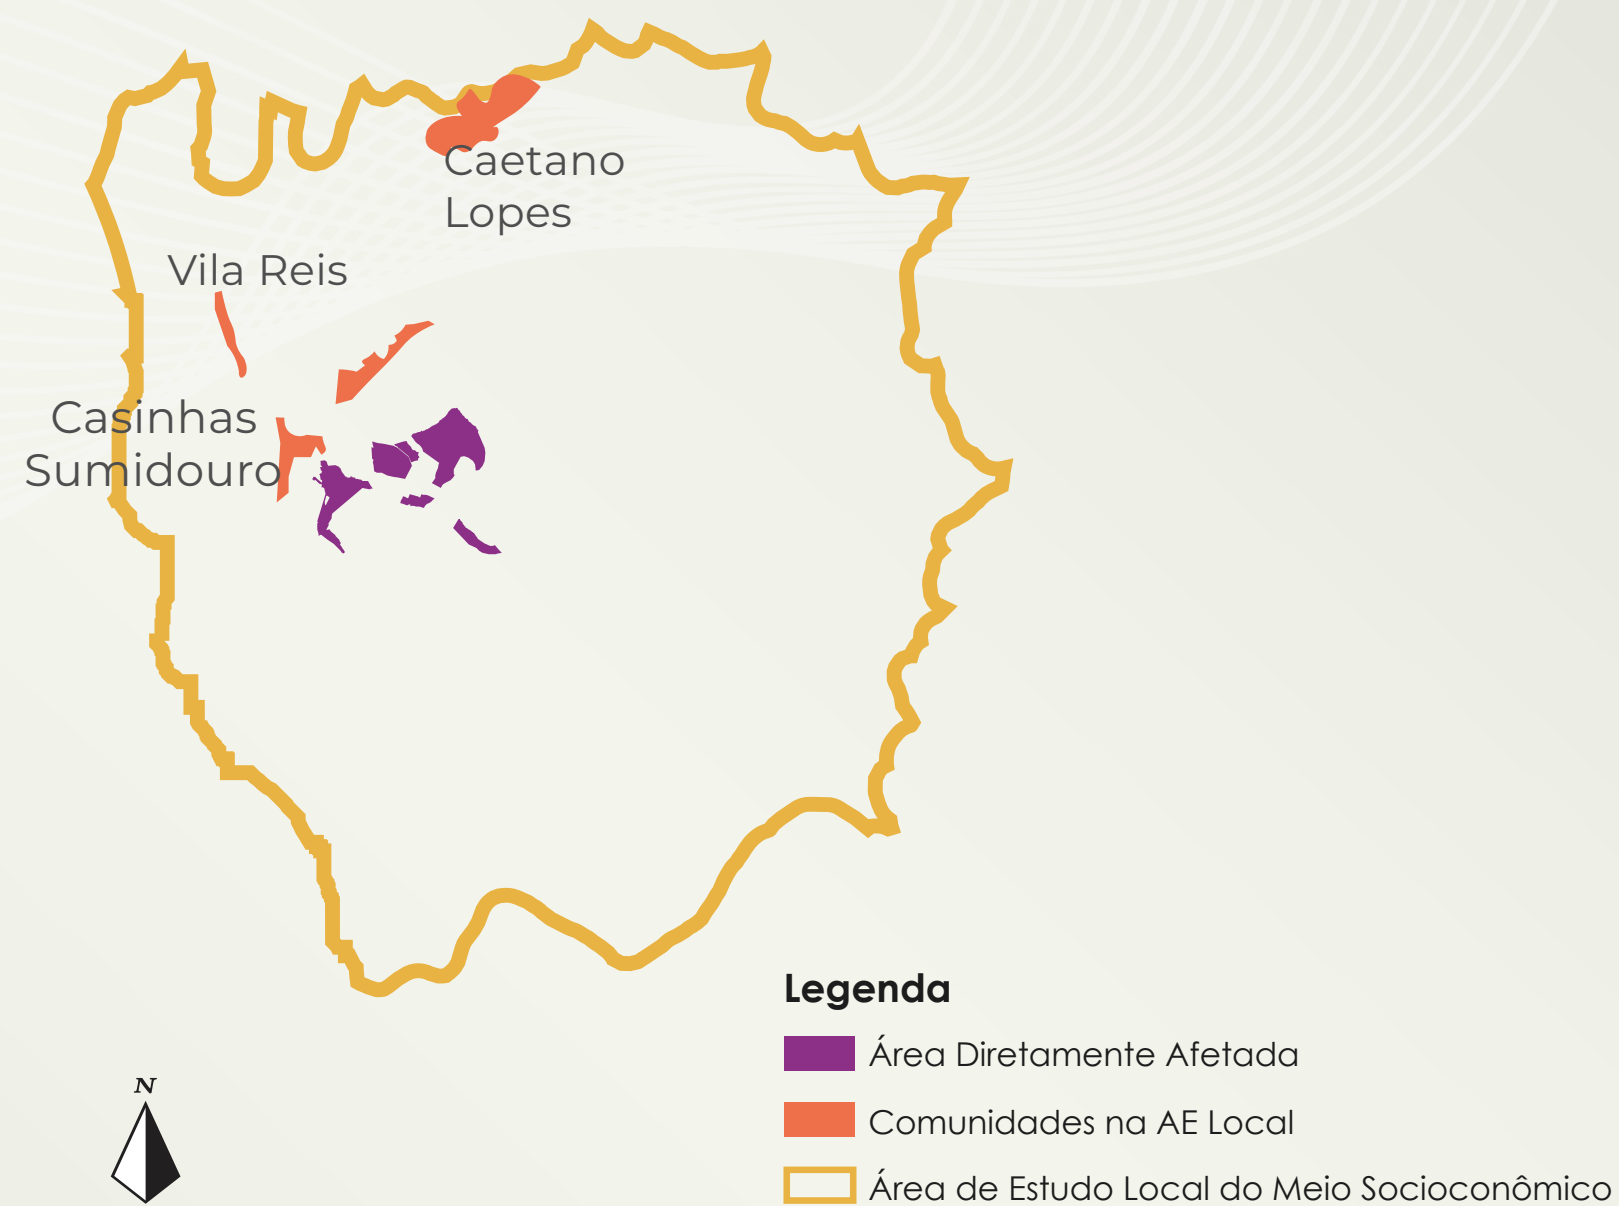 Caetano
Lopes
Vila Reis
Casinhas
Sumidouro
Legenda
Área Diretamente Afetada
Comunidades na AE Local
Área de Estudo Local do Meio Socioconômico
N